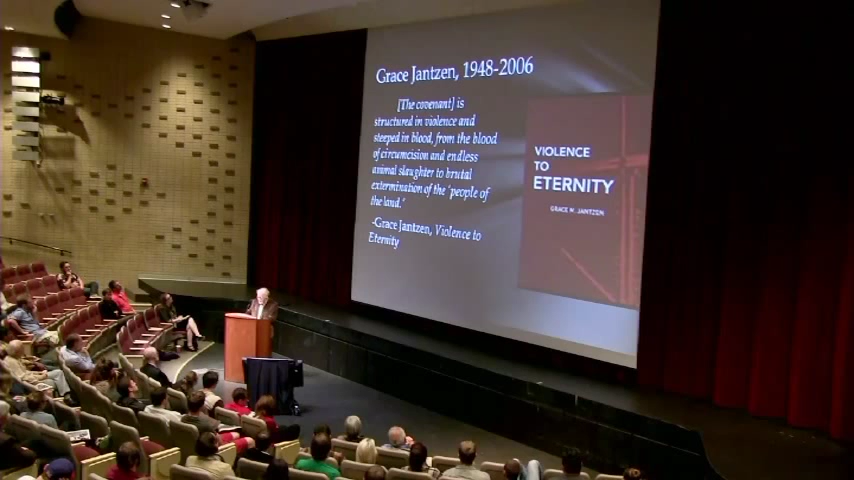 Grace Jantzen, 1948-2006
[The covenant] is
structured in violence and
steeped in blood, from the blood
of circumcision and endless
animal slaughter to brutal
extermination of the 'people of
the land.'
-Grace Jantzen, Violence to
Eternity
VIOLENCE
TO
ETERNITY
GRACE M. JANTZEN